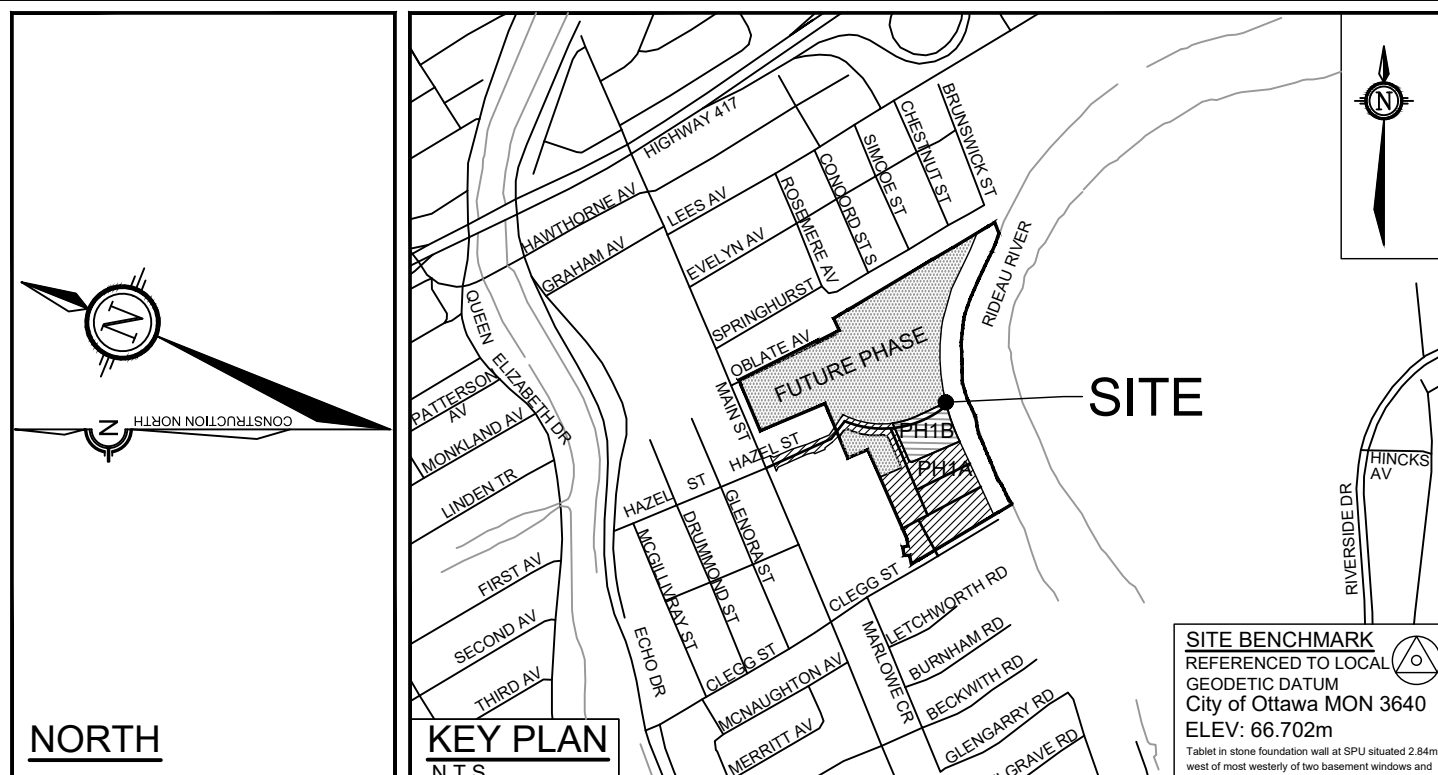 N
N
CONSTRUCTION NORTH
NORTH
HIGHWAY 417
HAWTHORNE AV
GRAHAM AV
LEES AV
EVELYN AV
SPRINGHURST
OBLATE AV
ROSEMERE AV
CONCORD ST S
SIMCOE ST
CHESTNUT ST
BRUNSWICK ST
RIDEAU RIVER
QUEEN ELIZABETH DR
PATTERSON
AV
MONKLAND AV
LINDEN TR
FIRST AV
SECOND AV
THIRD AV
MAIN ST
FUTURE PHASE
SITE
PH1B
PH1A
HAZEL ST
HAZEL ST
GLENORA ST
DRUMMOND ST
MCGILLIVRAY ST
ECHO DR
CLEGG ST
CLEGG ST
MCNAUGHTON AV
MERRITT AV
MARLOWE CR
LETCHWORTH RD
BURNHAM RD
BECKWITH RD
GLENGARRY RD
LGRAVE RD
KEY PLAN
N.T.S.
N
HINCKS
AV
RIVERSIDE DR
SITE BENCHMARK
REFERENCED TO LOCAL
GEODETIC DATUM
City of Ottawa MON 3640
ELEV: 66.702m
Tablet in stone foundation wall at SPU situated 2.84m
west of most westerly of two basement windows and